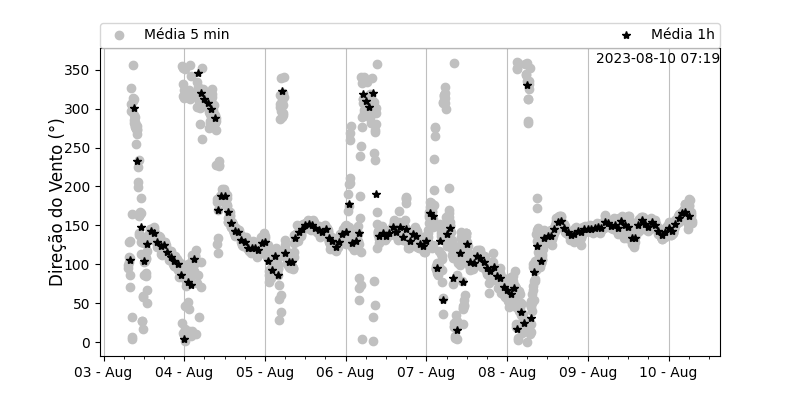 Média 5 min
Média 1h
2023-08-10 07:19
Direção do Vento (°)
350
300
250
200
150
100
50
0
03 - Aug
04 - Aug
05 - Aug
06 - Aug
07 - Aug
08 - Aug
09 - Aug
10 - Aug